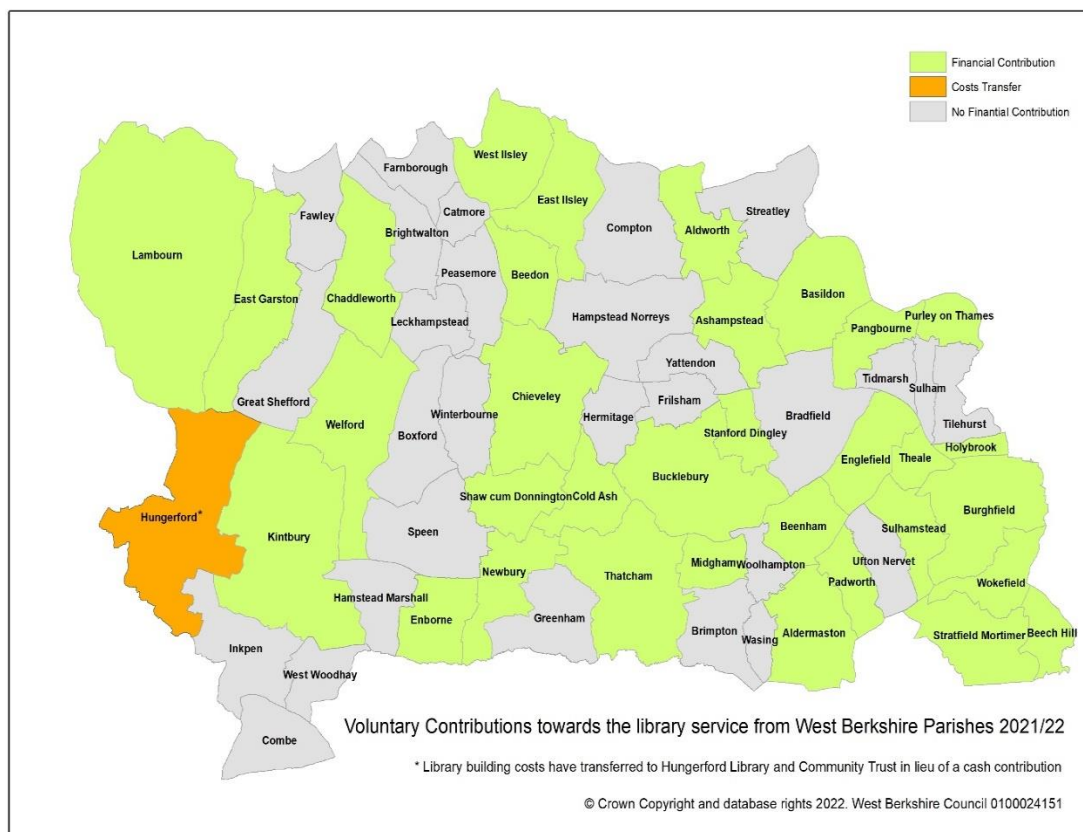 Financial Contribution
Costs Transfer
No Finantial Contribution
West Ilsley
Farnborough
East Ilsley
Catmore
Streatley
Fawley
Compton
Aldworth
Brightwalton
Lambourn
Peasemore
Beedon
East Garston
Chaddleworth
Basildon
Purley on Thames
Leckhampstead
Hampstead Norreys
Ashampstead
Pangbourne
Yattendon
Tidmarsh
Sulham
Great Shefford
Chieveley
Frilsham
Winterbourne
Hermitage
Bradfield
Welford
Boxford
Stanford Dingley
Tilehurst
Holybrook
Englefield
Theale
Bucklebury
Shaw cum Donnington
Cold Ash
Burghfield
Hungerford*
Speen
Kintbury
Beenham
Sulhamstead
Midgham
Ufton Nervet
Newbury
Thatcham
Woolhampton
Padworth
Wokefield
Hamstead Marshall
Enborne
Greenham
Brimpton
Wasing
Aldermaston
Stratfield Mortimer
Beech Hill
Inkpen
West Woodhay
Combe
Voluntary Contributions towards the library service from West Berkshire Parishes 2021/22
* Library building costs have transferred to Hungerford Library and Community Trust in lieu of a cash contribution
© Crown Copyright and database rights 2022. West Berkshire Council 0100024151